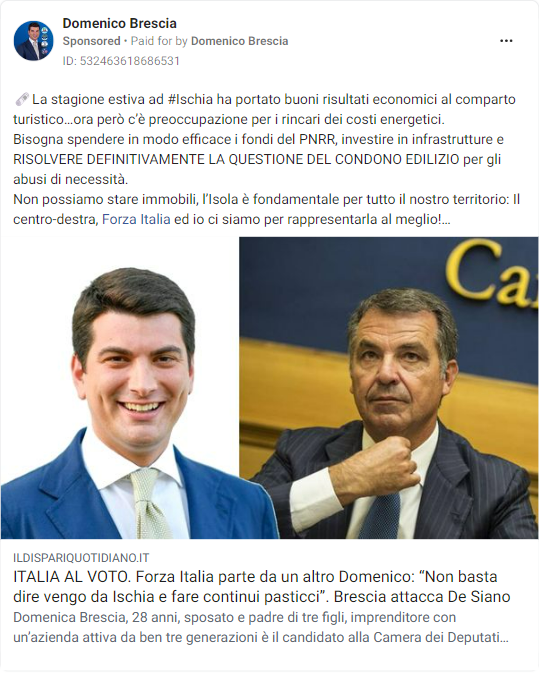 Domenico Brescia
Sponsored • Paid for by Domenico Brescia
ID: 532463618686531
La stagione estiva ad #Ischia ha portato buoni risultati economici al comparto
turistico…ora però c’è preoccupazione per i rincari dei costi energetici.
Bisogna spendere in modo efficace i fondi del PNRR, investire in infrastrutture e
RISOLVERE DEFINITIVAMENTE LA QUESTIONE DEL CONDONO EDILIZIO per gli
abusi di necessità.
Non possiamo stare immobili, l’Isola è fondamentale per tutto il nostro territorio: Il
centro-destra, Forza Italia ed io ci siamo per rappresentarla al meglio!…
Ca
ILDISPARIQUOTIDIANO.IT
ITALIA AL VOTO. Forza Italia parte da un altro Domenico: “Non basta
dire vengo da Ischia e fare continui pasticci”. Brescia attacca De Siano
Domenica Brescia, 28 anni, sposato e padre di tre figli, imprenditore con
un’azienda attiva da ben tre generazioni è il candidato alla Camera dei Deputati…